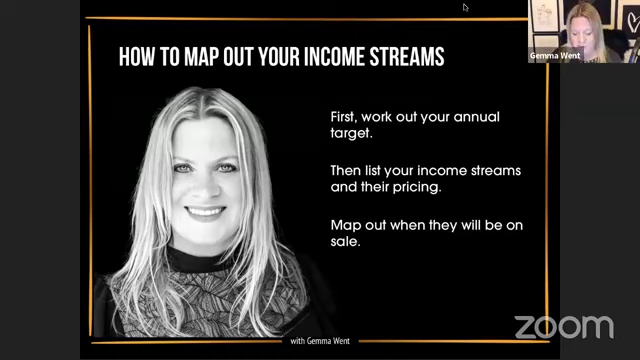 HOW TO MAP OUT YOUR INCOME STREAMS
Gemma Went
First, work out your annual
target.
Then list your income streams
and their pricing.
Map out when they will be on
sale.
with Gemma Went
zoom